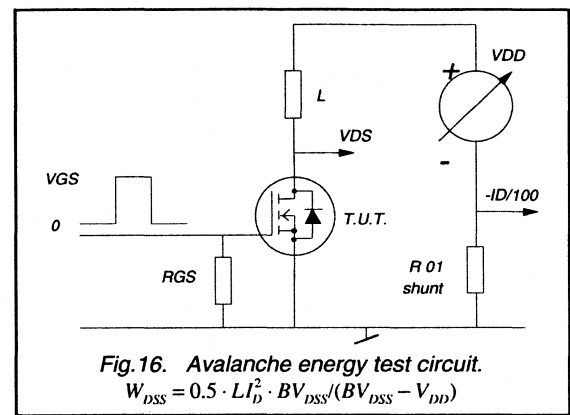 VDD
+
L
VDS
-
VGS
-ID/100
0
T.U.T.
RGS
R 01
shunt
Fig.16. Avalanche energy test circuit.
W_DSS = 0.5 · LI_D^2 · BV_DSS/(BV_DSS − V_DD)